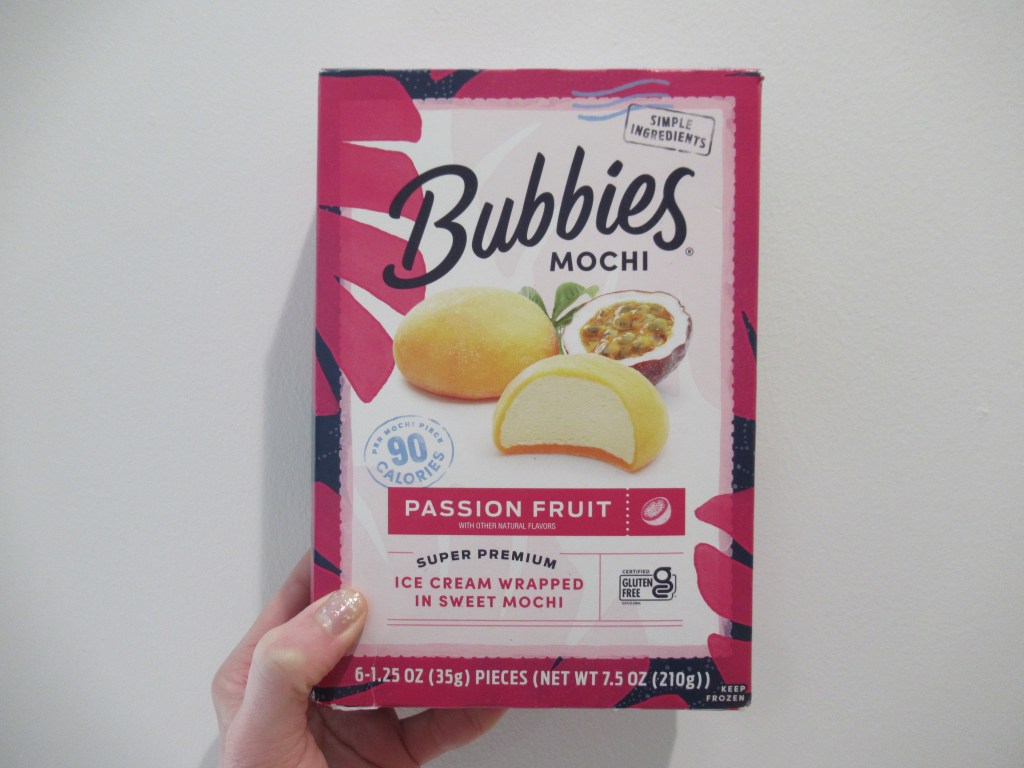 SIMPLE
INGREDIENTS
Bubbies
MOCHI
®
PER MOCHI PIECE
90
CALORIES
PASSION FRUIT
WITH OTHER NATURAL FLAVORS
SUPER PREMIUM
ICE CREAM WRAPPED
IN SWEET MOCHI
CERTIFIED
GLUTEN
FREE
6-1.25 OZ (35g) PIECES (NET WT 7.5 OZ (210g))
KEEP
FROZEN